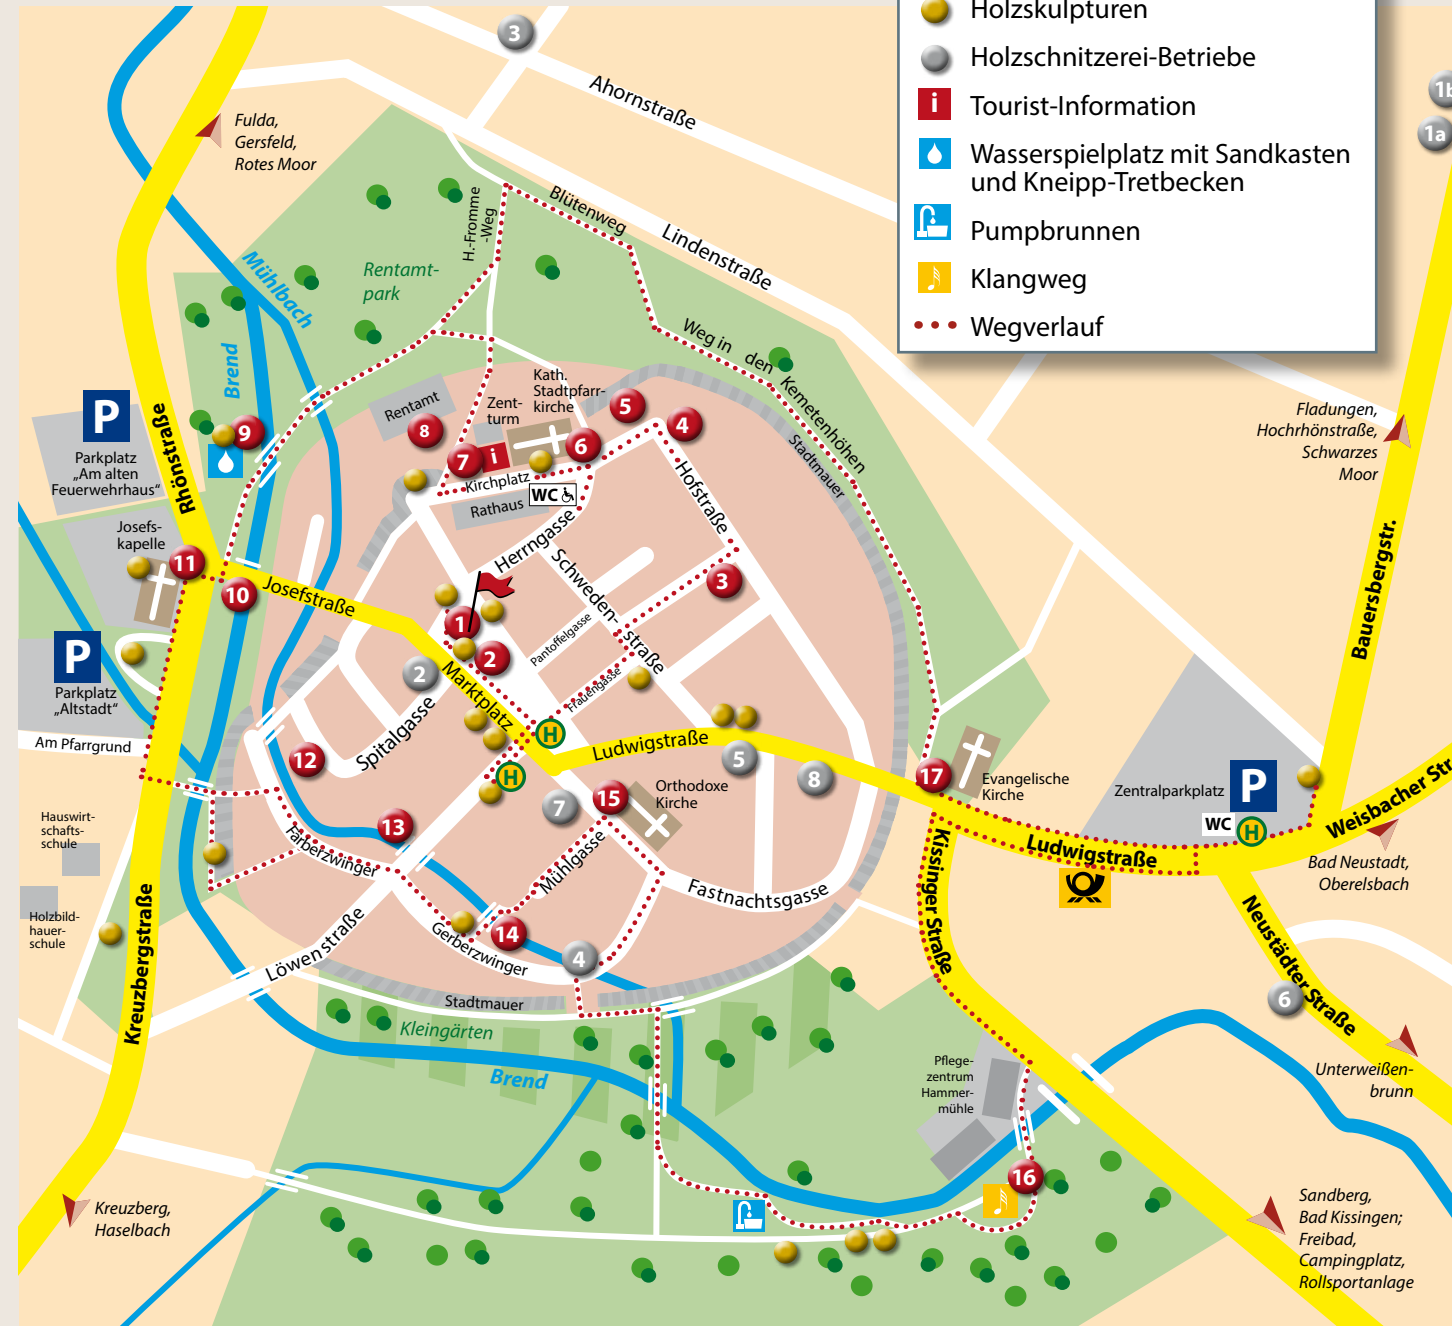 Holzskulpturen
Holzschnitzerei-Betriebe
i Tourist-Information
Wasserspielplatz mit Sandkasten
und Kneipp-Tretbecken
Pumpbrunnen
Klangweg
Wegverlauf
3
1b
1a
Ahornstraße
Fulda,
Gersfeld,
Rotes Moor
H.-Fromme
-Weg
Blütenweg
Lindenstraße
Mühlbach
Rentamt-
park
Brend
Weg in den Kemetenhöhen
Stadtmauer
Kath.
Stadtpfarr-
kirche
Zent-
turm
Rentamt
8
5
4
6
7
i
9
P
Parkplatz
„Am alten
Feuerwehrhaus“
Rhönstraße
Kirchplatz
WC
Rathaus
Hofstraße
Herrngasse
Schweden-
straße
Fladungen,
Hochrhönstraße,
Schwarzes
Moor
Bauersbergstr.
Josefs-
kapelle
11
10
Josefstraße
3
1
2
2
Pantoffelgasse
Frauengasse
Marktplatz
P
Parkplatz
„Altstadt“
Am Pfarrgrund
Spitalgasse
H
H
Ludwigstraße
5
8
12
7
15
Orthodoxe
Kirche
17
Evangelische
Kirche
Zentralparkplatz
P
WC
H
Weisbacher Str
Ludwigstraße
Bad Neustadt,
Oberelsbach
Hauswirt-
schafts-
schule
13
Färberzwinger
Mühlgasse
Fastnachtsgasse
Kissinger Straße
Holzbild-
hauer-
schule
Kreuzbergstraße
Löwenstraße
Gerberzwinger
14
4
Neustädter Straße
6
Stadtmauer
Kleingärten
Brend
Pflege-
zentrum
Hammer-
mühle
Unterweißen-
brunn
16
Kreuzberg,
Haselbach
Sandberg,
Bad Kissingen;
Freibad,
Campingplatz,
Rollsportanlage